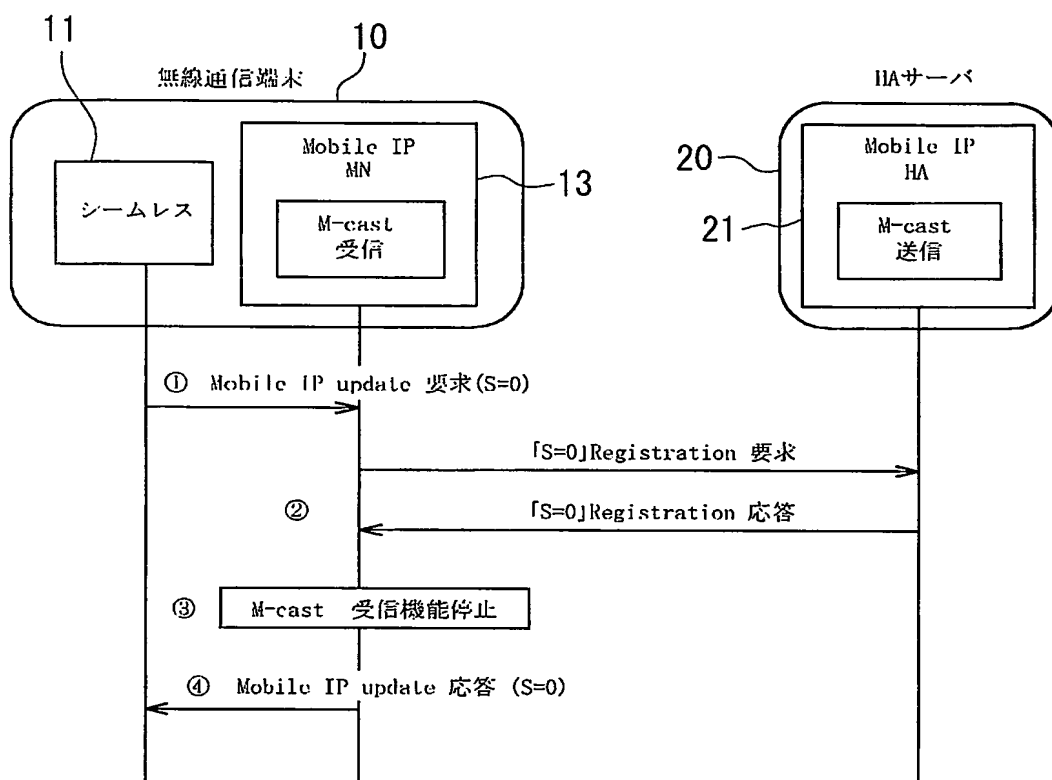 11
10
無線通信端末
HAサーバ
シームレス
Mobile IP
MN
M-cast
受信
13
20
21
Mobile IP
HA
M-cast
送信
① Mobile IP update 要求(S=0)
「S=0」Registration 要求
②
「S=0」Registration 応答
③ M-cast 受信機能停止
④ Mobile IP update 応答 (S=0)